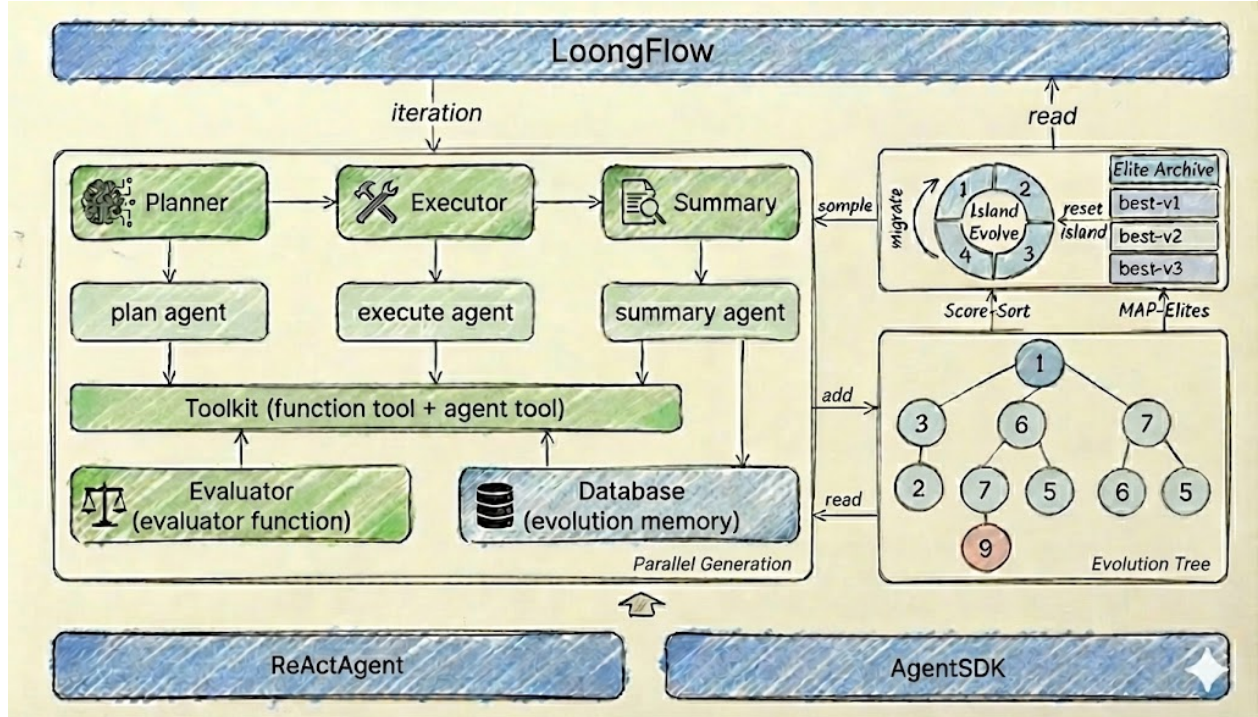 LoongFlow
iteration
read
Planner
Executor
Summary
plan agent
execute agent
summary agent
Toolkit (function tool + agent tool)
Evaluator
(evaluator function)
Database
(evolution memory)
Parallel Generation
somple
add
read
migrate
1
2
3
4
Island
Evolve
reset
island
Elite Archive
best-v1
best-v2
best-v3
Score-Sort
MAP-Elites
1
3
6
7
2
7
5
6
5
9
Evolution Tree
ReActAgent
AgentSDK